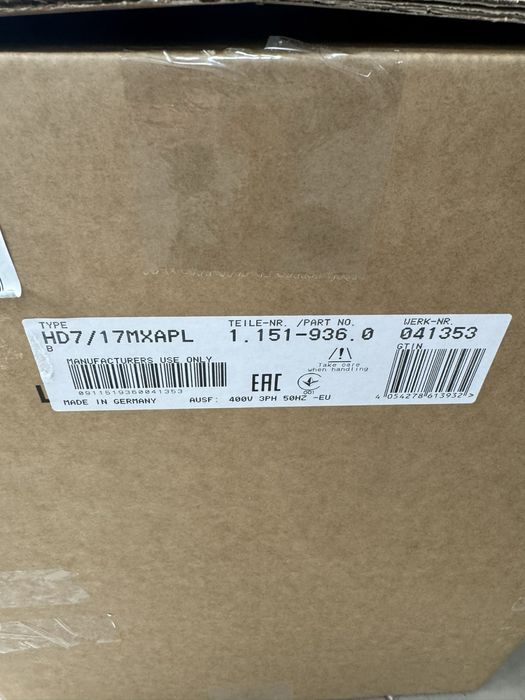 TYPE TEILE-NR. /PART NO. WERK-NR.
HD7/17MXAPL 1.151-936.0 041353
B GTIN
MANUFACTURERS USE ONLY
Take care
when handling
EAC
001
0911519360041353
4 054278 613932 >
MADE IN GERMANY AUSF: 400V 3PH 50HZ -EU